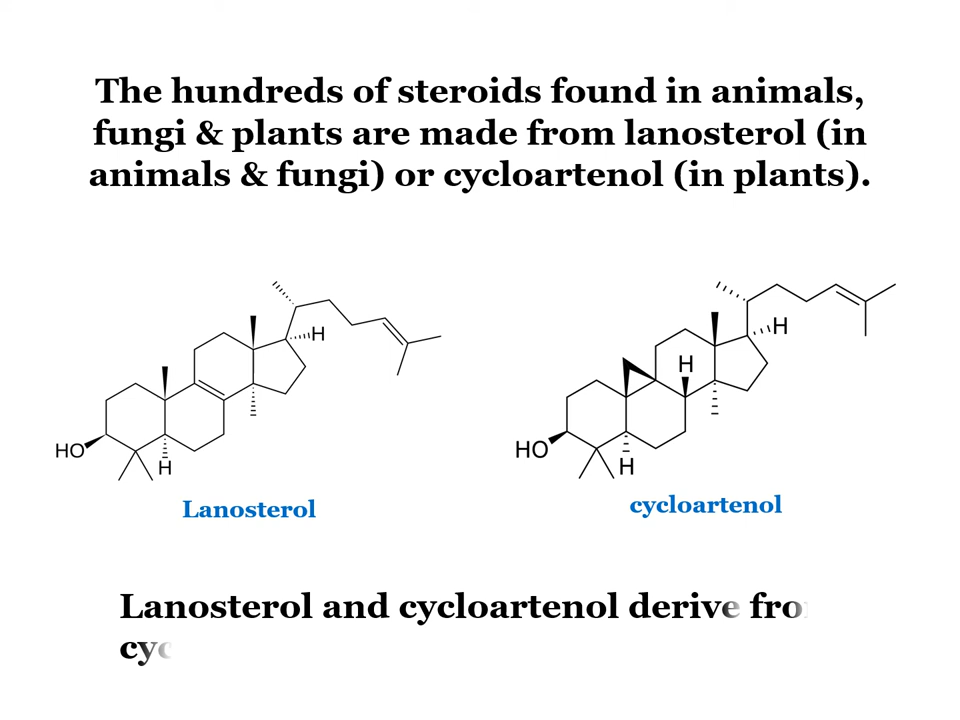 The hundreds of steroids found in animals,
fungi & plants are made from lanosterol (in
animals & fungi) or cycloartenol (in plants).
H
H
H
HO
HO
H
H
Lanosterol
cycloartenol
Lanosterol and cycloartenol derive